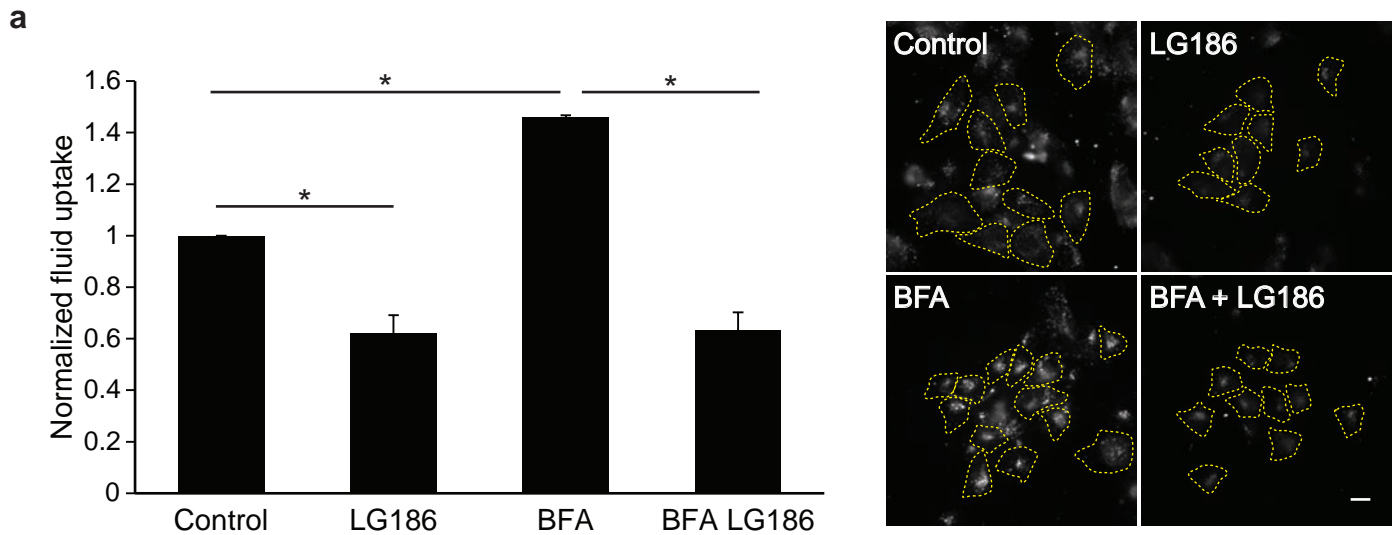 a
Normalized fluid uptake
1.6
1.4
1.2
1
0.8
0.6
0.4
0.2
0
*
*
*
Control
LG186
BFA
BFA LG186
Control
LG186
BFA
BFA + LG186